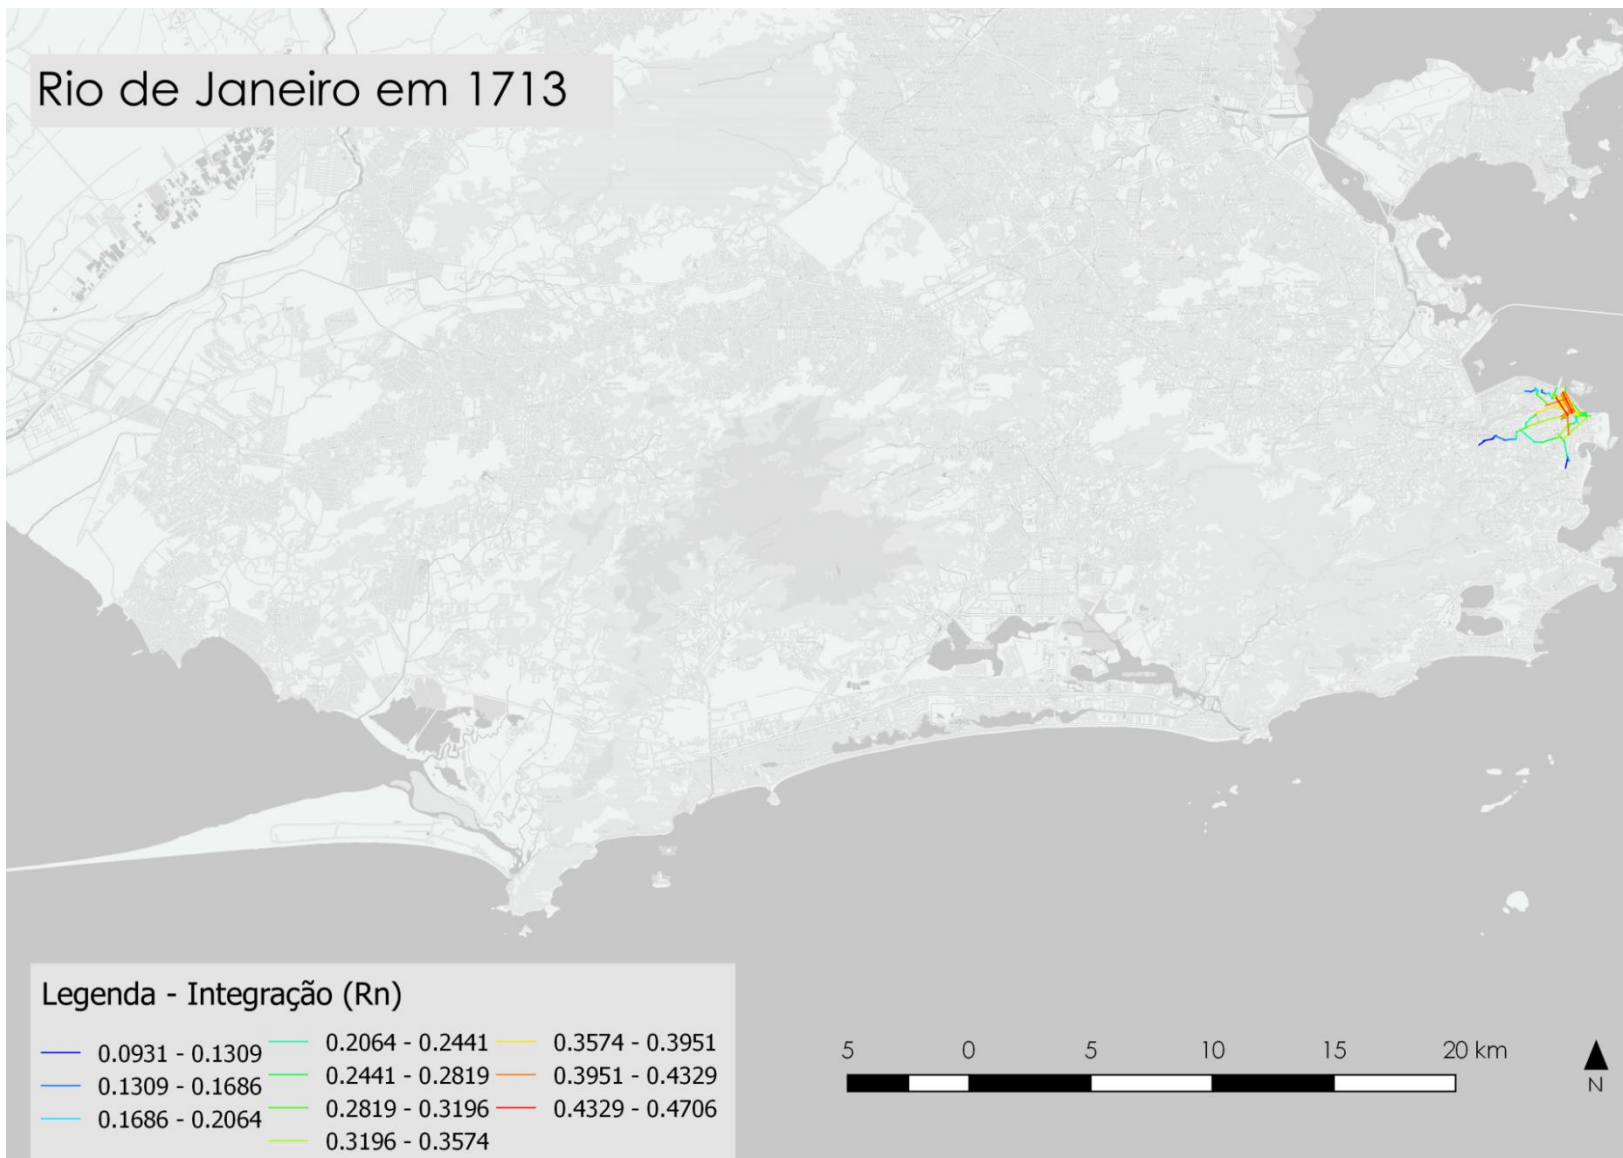 Rio de Janeiro em 1713
Legenda - Integração (Rn)
0.0931 - 0.1309
0.1309 - 0.1686
0.1686 - 0.2064
0.2064 - 0.2441
0.2441 - 0.2819
0.2819 - 0.3196
0.3196 - 0.3574
0.3574 - 0.3951
0.3951 - 0.4329
0.4329 - 0.4706
5 0 5 10 15 20 km
N